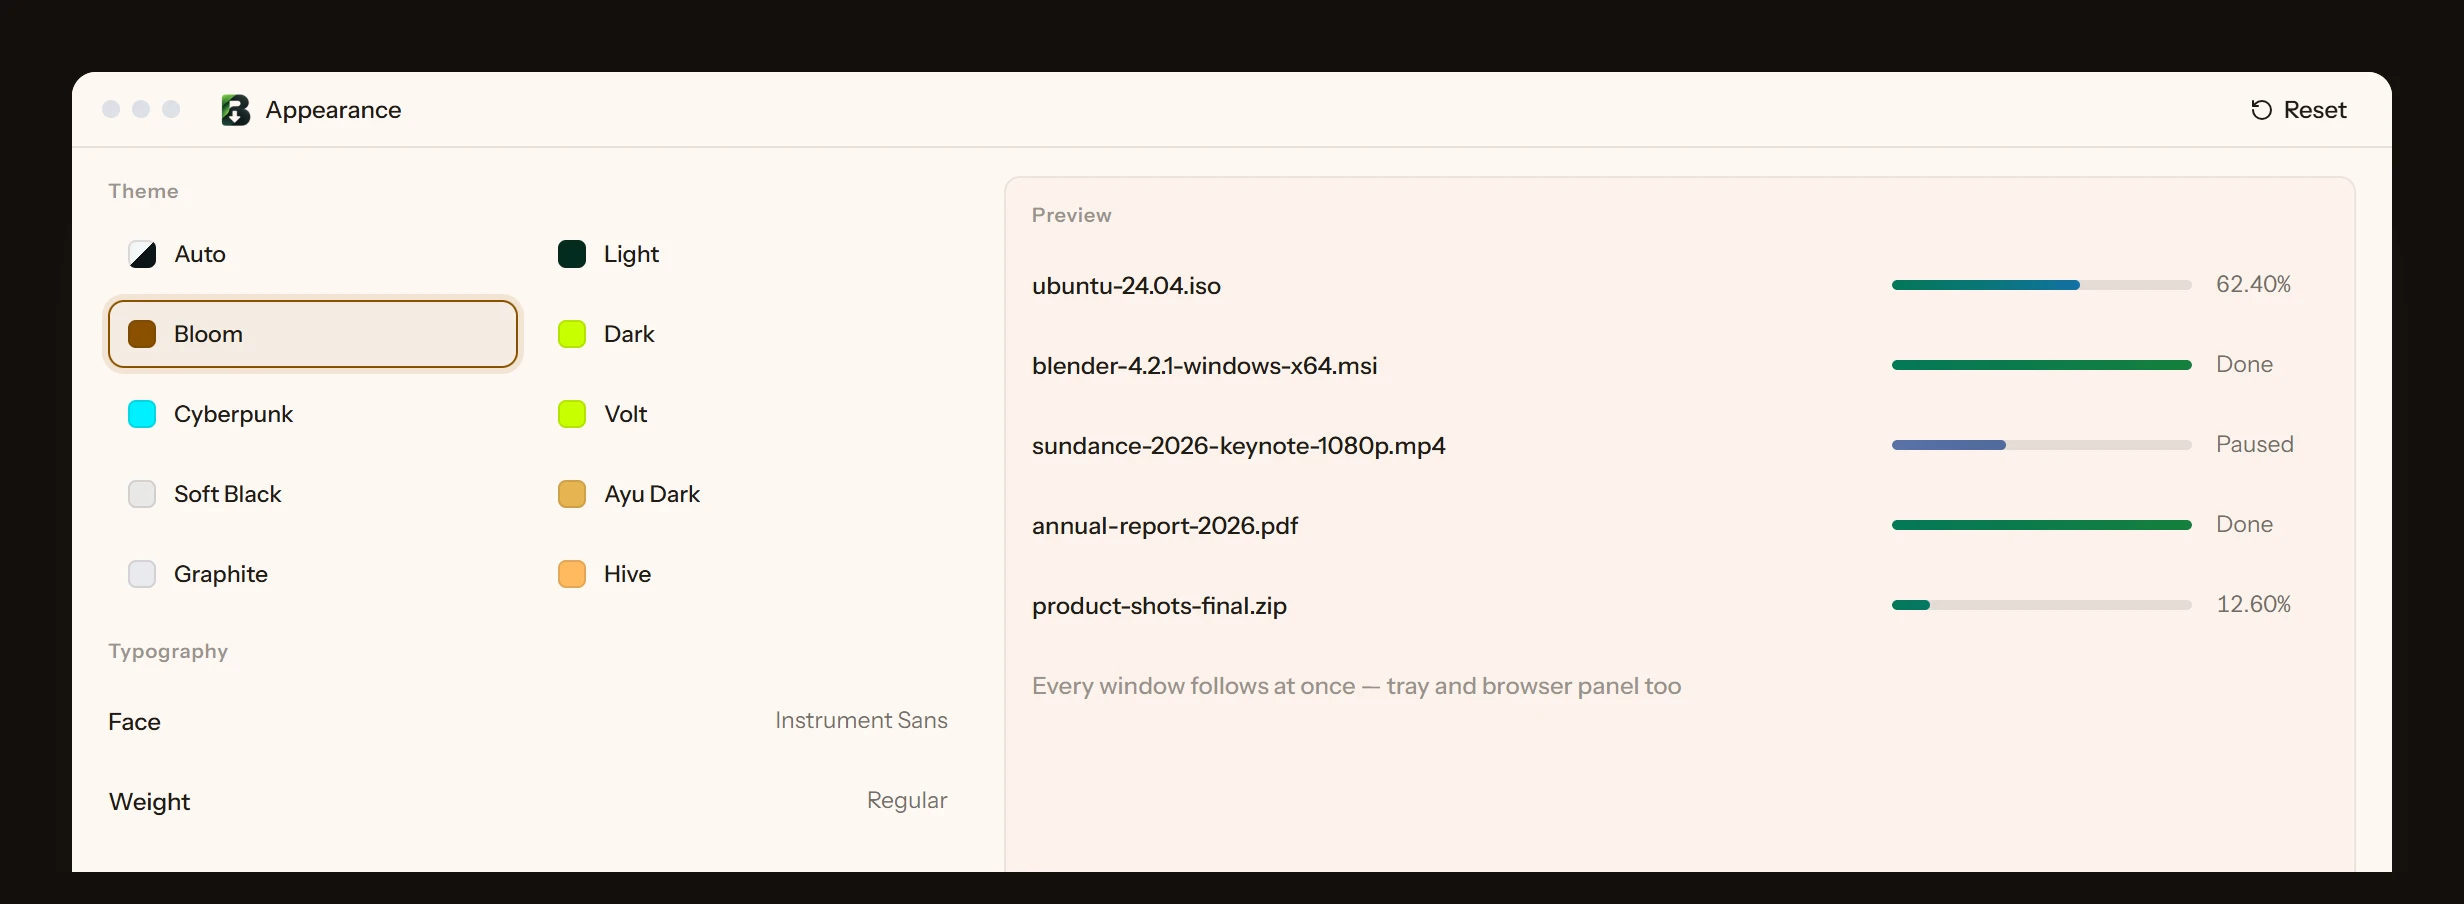 Appearance
Reset
Theme
Auto
Light
Bloom
Dark
Cyberpunk
Volt
Soft Black
Ayu Dark
Graphite
Hive
Typography
Face
Instrument Sans
Weight
Regular
Preview
ubuntu-24.04.iso
62.40%
blender-4.2.1-windows-x64.msi
Done
sundance-2026-keynote-1080p.mp4
Paused
annual-report-2026.pdf
Done
product-shots-final.zip
12.60%
Every window follows at once — tray and browser panel too